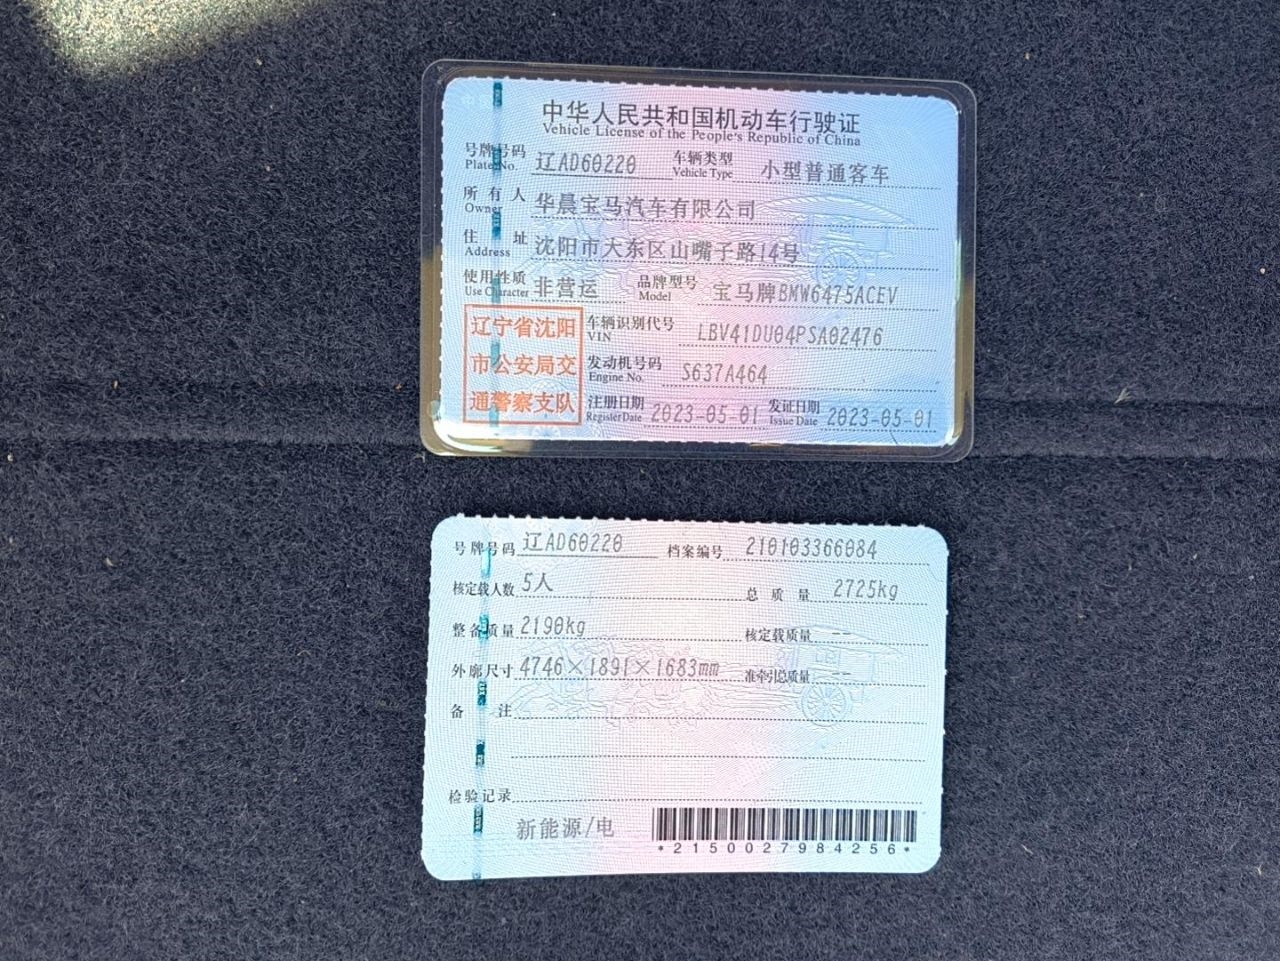 中华人民共和国机动车行驶证
Vehicle License of the People's Republic of China
号牌号码 辽AD60220 车辆类型 小型普通客车
Plate No. Vehicle Type
所有人 华晨宝马汽车有限公司
Owner
住址 沈阳市大东区山嘴子路14号
Address
使用性质 非营运 品牌型号 宝马牌BMW6475ACEV
Use Character Model
辽宁省沈阳
市公安局交
通警察支队
车辆识别代号 LBV41DU04PSA02476
VIN
发动机号码 S637A464
Engine No.
注册日期 2023-05-01 发证日期 2023-05-01
Register Date Issue Date
号牌号码 辽AD60220 档案编号 210103366084
核定载人数 5人 总质量 2725kg
整备质量 2190kg 核定载质量 --
外廓尺寸 4746×1891×1683mm 准牵引总质量 --
备注
检验记录
新能源/电
*2150027984256*